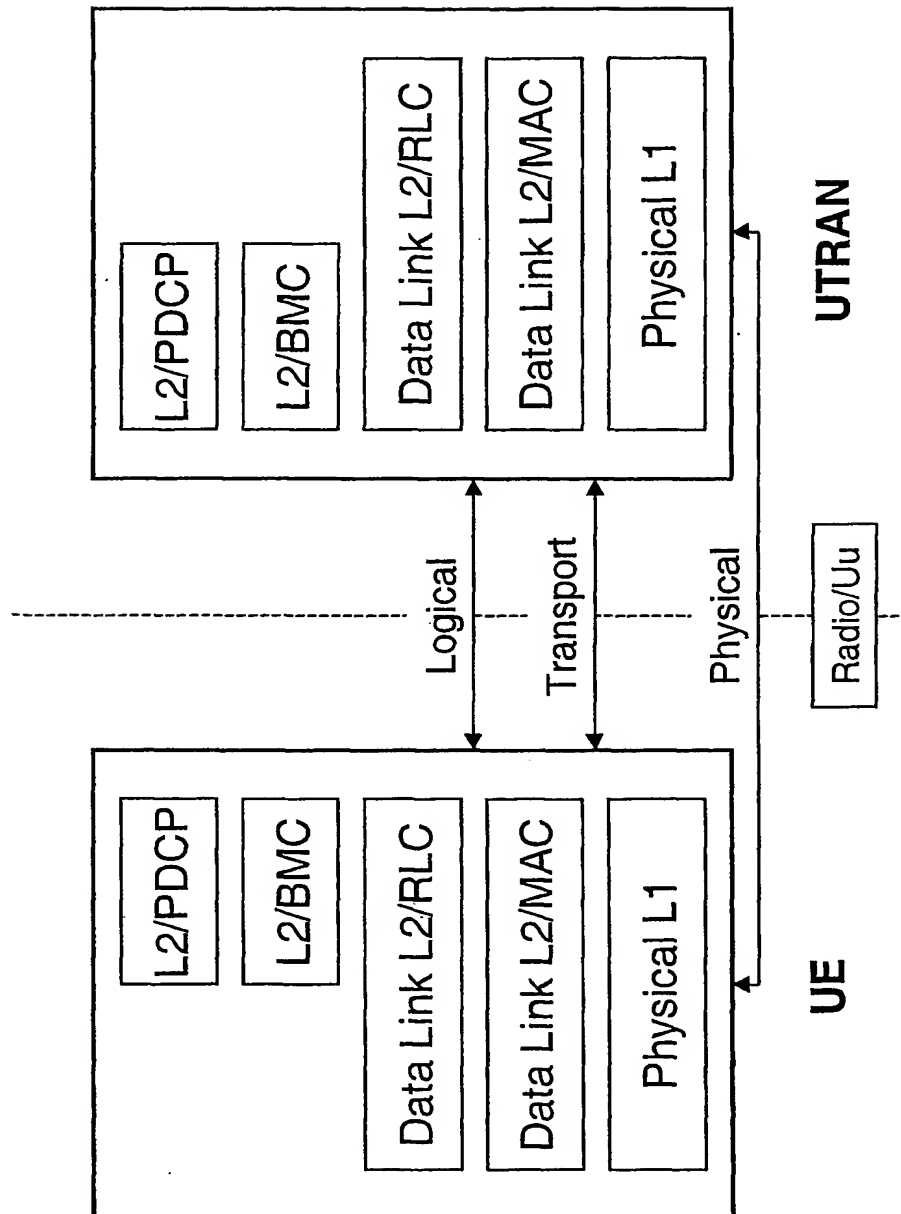 L2/PDCP
L2/BMC
Data Link L2/RLC
Data Link L2/MAC
Physical L1
UE
Logical
Transport
Physical
Radio/Uu
L2/PDCP
L2/BMC
Data Link L2/RLC
Data Link L2/MAC
Physical L1
UTRAN